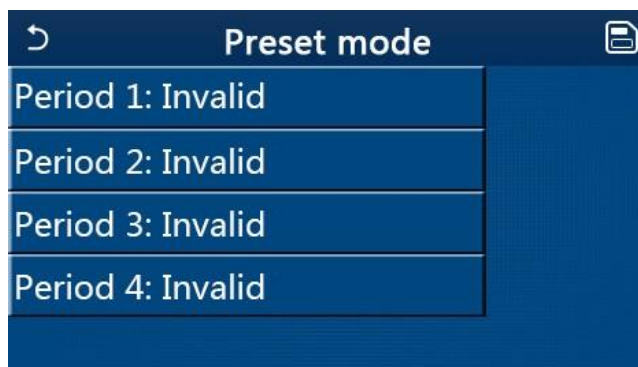 Preset mode
Period 1: Invalid
Period 2: Invalid
Period 3: Invalid
Period 4: Invalid